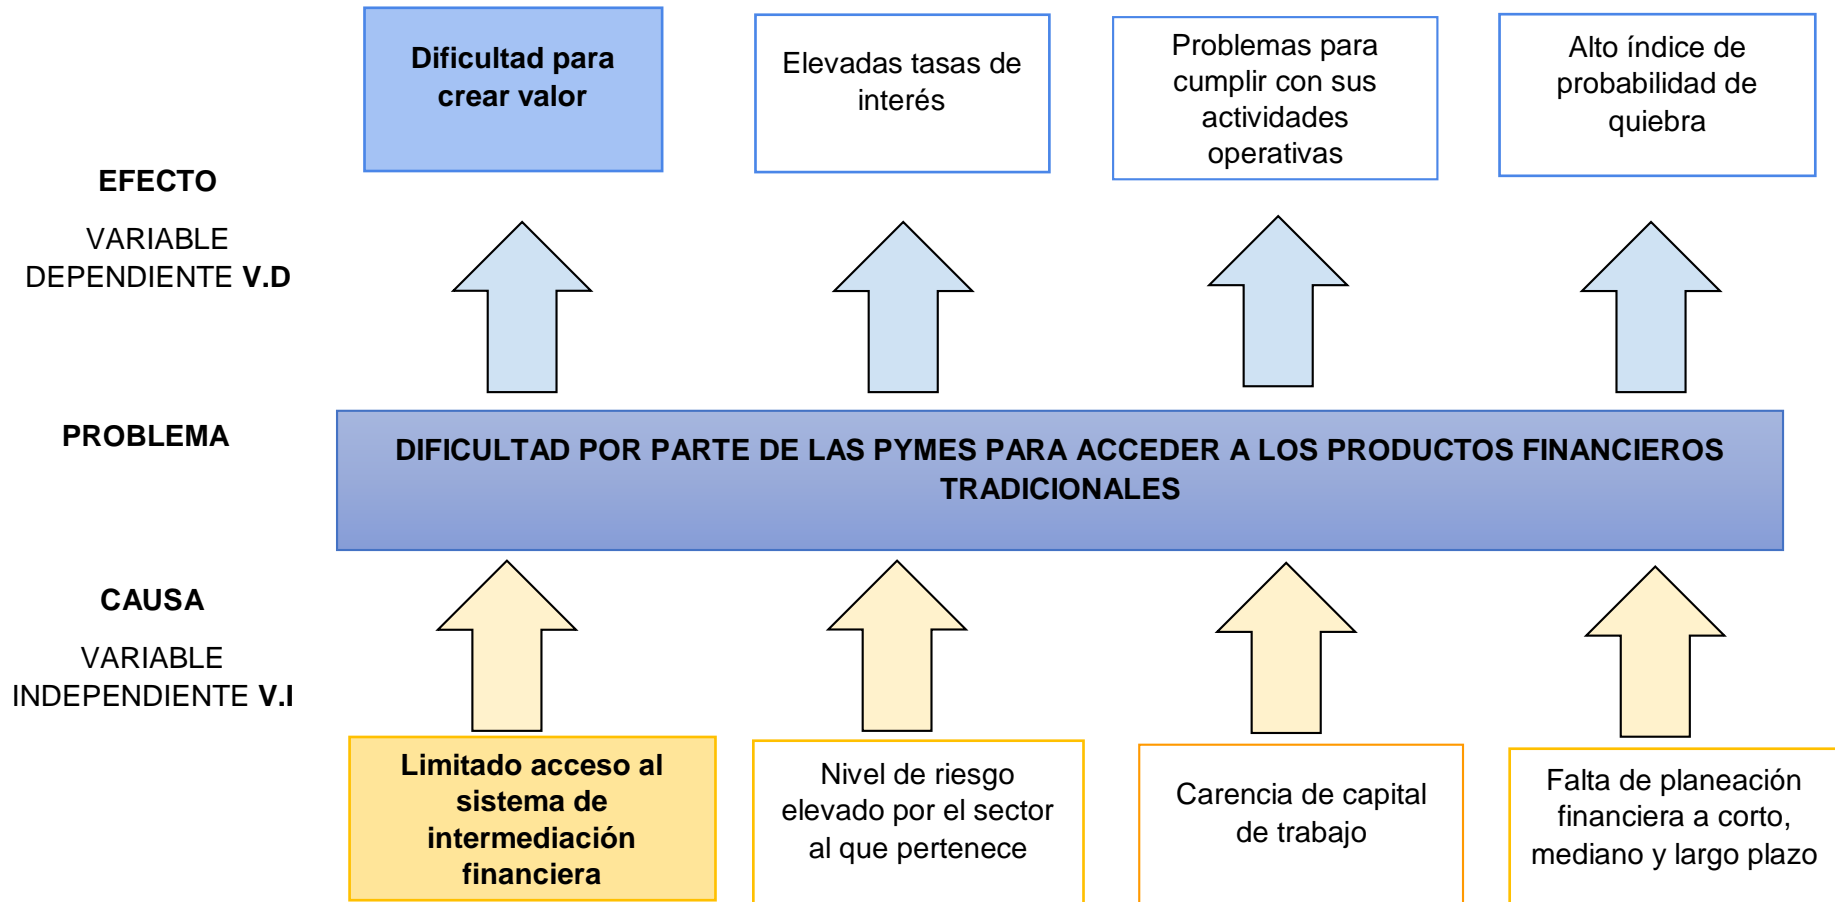 Dificultad para
crear valor
Elevadas tasas de
interés
Problemas para
cumplir con sus
actividades
operativas
Alto índice de
probabilidad de
quiebra
EFECTO
VARIABLE
DEPENDIENTE V.D
PROBLEMA
DIFICULTAD POR PARTE DE LAS PYMES PARA ACCEDER A LOS PRODUCTOS FINANCIEROS
TRADICIONALES
CAUSA
VARIABLE
INDEPENDIENTE V.I
Limitado acceso al
sistema de
intermediación
financiera
Nivel de riesgo
elevado por el sector
al que pertenece
Carencia de capital
de trabajo
Falta de planeación
financiera a corto,
mediano y largo plazo